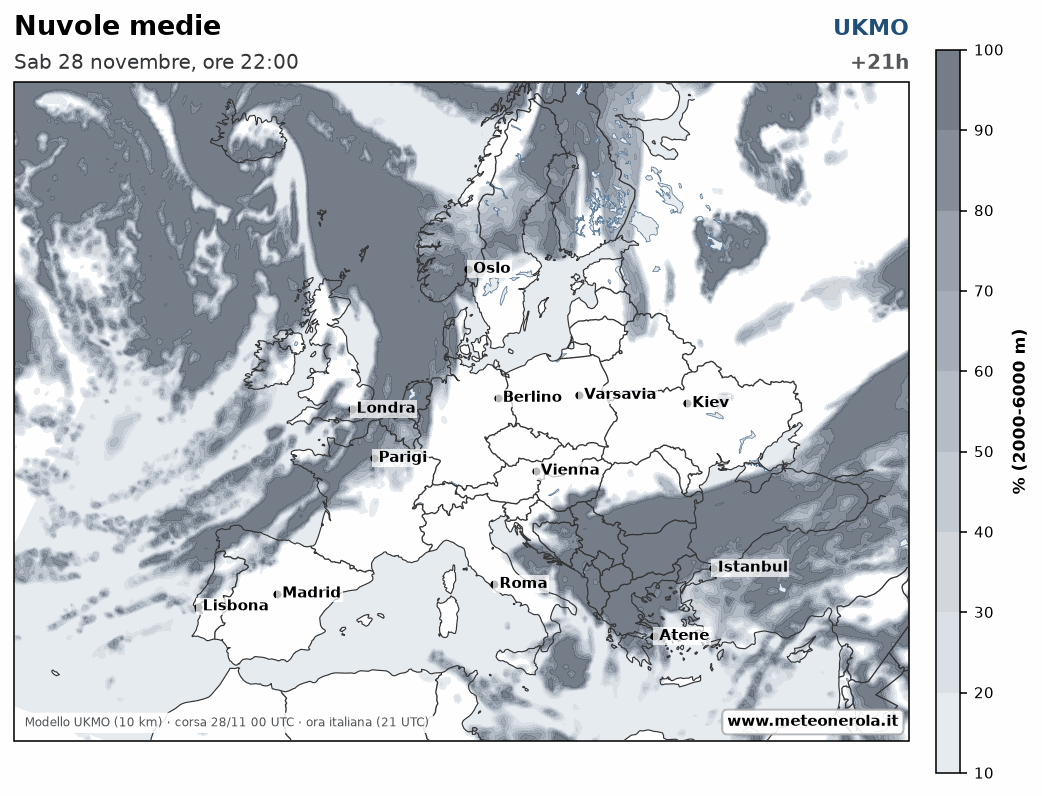 Nuvole medie
UKMO
Sab 28 novembre, ore 22:00
+21h
100
90
80
70
60
50
40
30
20
10
% (2000-6000 m)
Oslo
Londra
Berlino
Varsavia
Kiev
Parigi
Vienna
Istanbul
Roma
Madrid
Lisbona
Atene
Modello UKMO (10 km) · corsa 28/11 00 UTC · ora italiana (21 UTC)
www.meteonerola.it